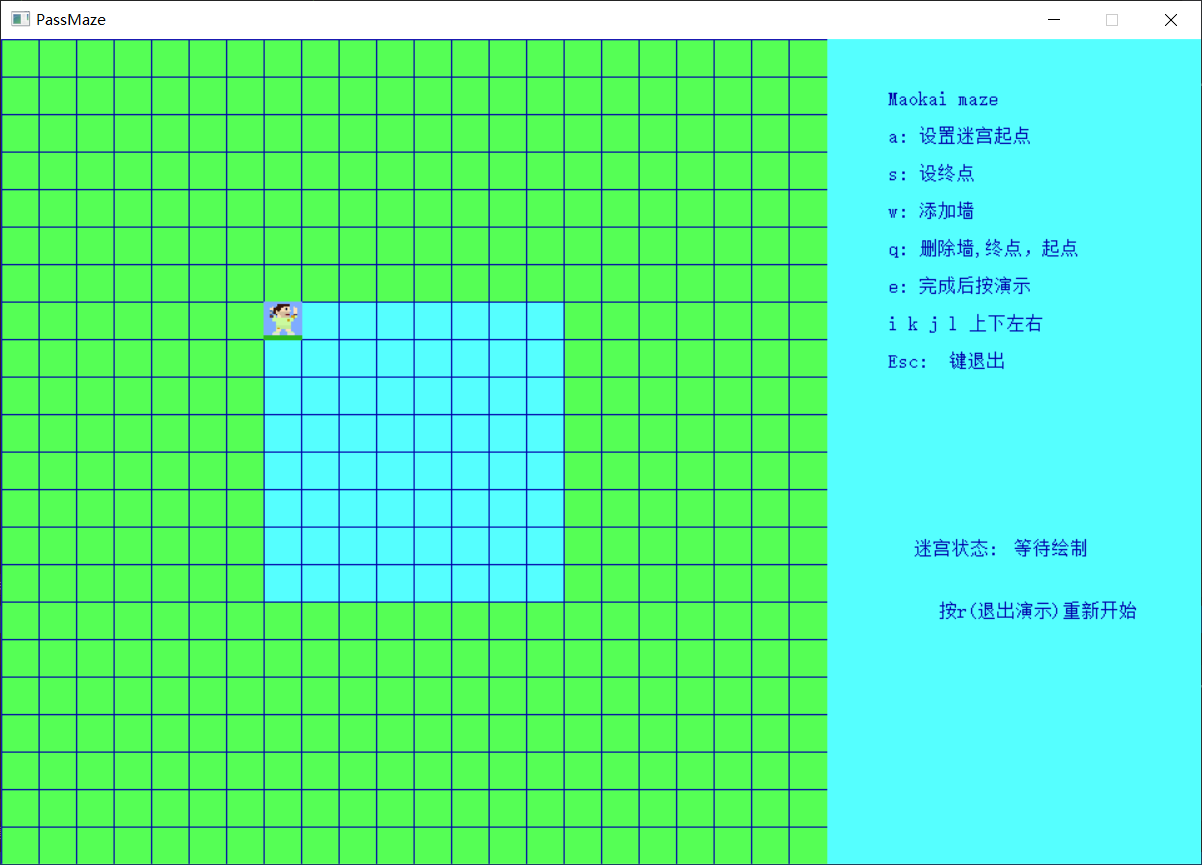 PassMaze
Maokai maze
a: 设置迷宫起点
s: 设终点
w: 添加墙
q: 删除墙,终点，起点
e: 完成后按演示
i k j l 上下左右
Esc:  键退出
迷宫状态: 等待绘制
按r(退出演示)重新开始